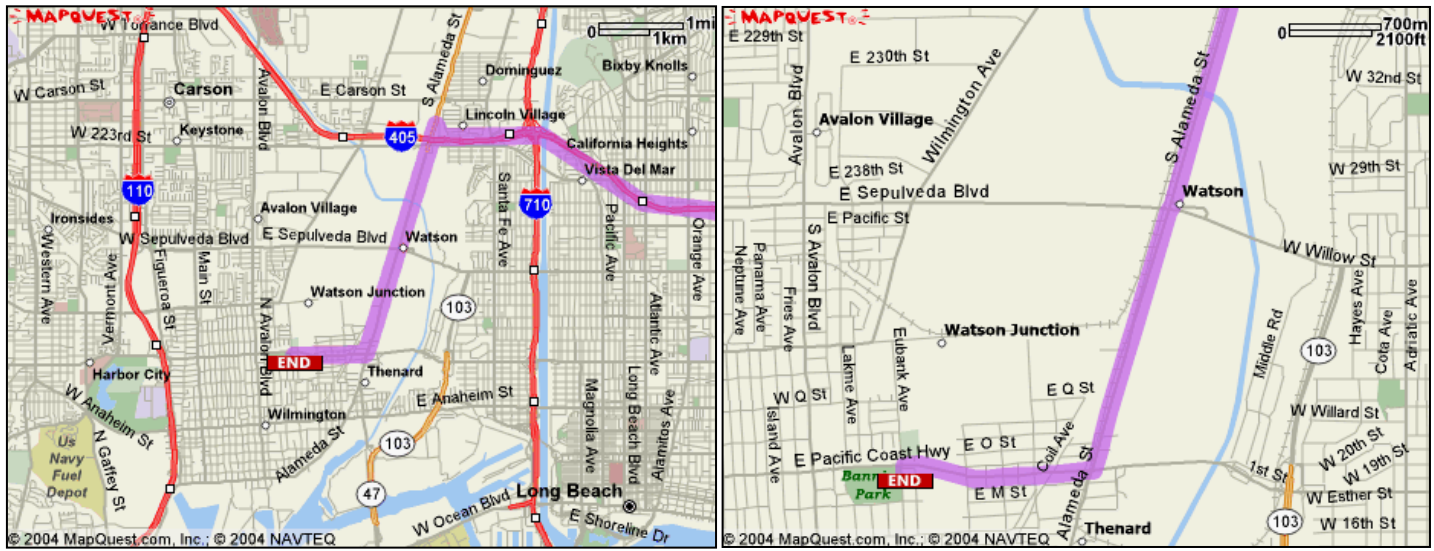 MAPQUEST
0 1mi
1km
W Torrance Blvd
S Alameda St
Dominguez
Bixby Knolls
W Carson St
Carson
Avalon Blvd
E Carson St
Lincoln Village
W 223rd St
Keystone
405
California Heights
Vista Del Mar
110
Santa Fe Ave
710
Ironsides
Avalon Village
Pacific Ave
Orange Ave
W Sepulveda Blvd
E Sepulveda Blvd
Watson
Western Ave
Vermont Ave
Figueroa St
Main St
Watson Junction
103
N Avalon Blvd
Atlantic Ave
END
Harbor City
Thenard
W Anaheim St
E Anaheim St
Magnolia Ave
Long Beach Blvd
Alamitos Ave
Wilmington
Us
Navy
Fuel
Depot
N Gaffey St
Alameda St
103
47
Long Beach
W Ocean Blvd
E Shoreline Dr
© 2004 MapQuest.com, Inc.; © 2004 NAVTEQ
MAPQUEST
0 700m
2100ft
E 229th St
E 230th St
Wilmington Ave
S Alameda St
W 32nd St
Avalon Blvd
Avalon Village
E 238th St
W 29th St
E Sepulveda Blvd
Watson
E Pacific St
Neptune Ave
Panama Ave
Fries Ave
S Avalon Blvd
W Willow St
Hayes Ave
Cota Ave
Adriatic Ave
Watson Junction
Middle Rd
103
Lakme Ave
Eubank Ave
W Q St
E Q St
Island Ave
W Willard St
E O St
Coil Ave
E Pacific Coast Hwy
W 20th St
W 19th St
1st St
Banni
Park
END
E M St
Alameda St
W Esther St
Thenard
103
W 16th St
© 2004 MapQuest.com, Inc.; © 2004 NAVTEQ